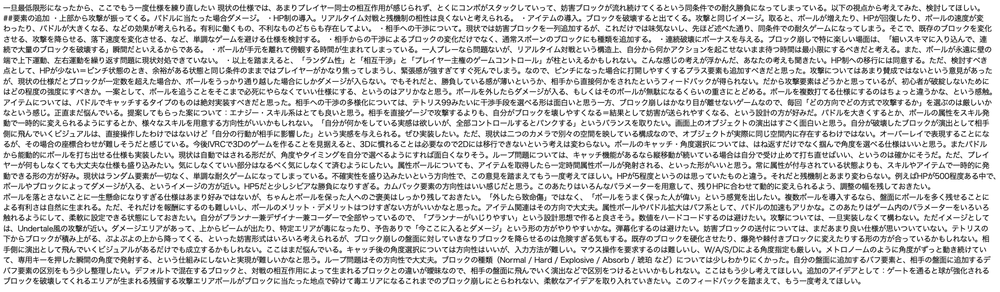 一旦最低限形になったから、ここでもう一度仕様を練り直したい 現状の仕様では、あまりプレイヤー同士の相互作用が感じられず、とくにコンボがスタックしていって、妨害ブロックが流れ続けてくるという同条件での耐久勝負になってしまっている。以下の視点から考えてみた、検討してほしい。
##要素の追加 ・上部から攻撃が振ってくる。パドルに当たった場合ダメージ。 ・HP制の導入。リアルタイム対戦と残機制の相性は良くないと考えられる。 ・アイテムの導入。ブロックを破壊すると出てくる。攻撃と同じイメージ。取ると、ボールが増えたり、HPが回復したり、ボールの速度が変
わったり、パドルが大きくなる、などの効果が考えられる。有利に働くもの、不利なものどちらも存在してよい。 ・相手への干渉について。現状では妨害ブロックを一列追加するが、これだけでは味気ないし、先ほど述べた通り、同条件での耐久ゲームになってしまう。そこで、既存のブロックを変化
させる、攻撃を降らせる、落下速度を変化させる、など、単調なゲームを避ける仕様を検討する。 ・相手からの干渉によるブロックの変化だけでなく、通常スポーンのブロックにも種類を追加する。 ・連続破壊にボーナスを与える。ブロック崩しで特に楽しい場面は、「細いスキマに入り込んで、連
続で大量のブロックを破壊する」瞬間だといえるからである。 ・ボールが手元を離れて傍観する時間が生まれてしまっている。一人プレーなら問題ないが、リアルタイム対戦という構造上、自分から何かアクションを起こせないまま待つ時間は最小限にするべきだと考える。また、ボールが永遠に壁の
端で上下運動、左右運動を繰り返す問題に現状対処できていない。 ・以上を踏まえると、「ランダム性」と「相互干渉」と「プレイヤー主権のゲームコントロール」が柱といえるかもしれない。こんな感じの考えが浮かんだ、あなたの考えも聞きたい。HP制への移行には同意する。ただ、検討すべき
点として、HPが少ない＝ピンチ状態のとき、余裕がある状態と同じ条件のままではプレイヤーがかなり焦ってしまうし、緊張感が強すぎてすぐ死んでしまう。なので、ピンチになった場合に打開しやすくするプラス要素も追加すべきだと思った。攻撃についてはあまり賛成ではないという意見があった
が、現状の仕様だとブロックが一定数を超えた場合か、ボールをうっかり通り越した場合にしかダメージが入らない。でもそれだと、勝負している感が薄いというか、相手から直接何かをされたというフィードバックが得られない。だから攻撃要素はどうかと思っているが、初心者が破綻しないために
はどの程度の強度にすべきか。一案として、ボールを追うことをそこまで必死にやらなくていい仕様にする、というのはアリかなと思う。ボールを外したらダメージが入る、もしくはそのボールが無駄になるくらいの重さにとどめる。ボールを複数打てる仕様にするのはちょっと違うかな、という感触。
アイテムについては、パドルでキャッチするタイプのものは絶対実装すべきだと思った。相手への干渉の多様化については、テトリス99みたいに干渉手段を選べる形は面白いと思う一方、ブロック崩しはかなり目が離せないゲームなので、毎回「どの方向でどの方式で攻撃するか」を選ぶのは厳しいか
なという感じ。正直まだ悩んでいる。提案してもらった案について：エナジー・スキル系はとても良いと思う。相手を直接ゲージで攻撃するよりも、自分がブロックを壊しやすくなる＝結果として妨害が送られやすくなる、という設計の方が好みだ。パドルを大きくするとか、ボールの属性をスキル発
動で一時的に変えられるようにするとか、様々なスキルを用意する方向性がいいかもしれない。「自分が何かをしている実感は欲しいが、全部コントロールするとパンクする」というバランスを取りたい。画面上のオブジェクトの演出はすごく面白いと思う。自分が破壊したブロックが演出として相手
側に飛んでいくビジュアルは、直接操作したわけではないけど「自分の行動が相手に影響した」という実感を与えられる。ぜひ実装したい。ただ、現状は二つのカメラで別々の空間を映している構成なので、オブジェクトが実際に同じ空間内に存在するわけではない。オーバーレイで表現することにな
るが、その場合の座標合わせが難しそうだと感じている。今後IVRCで3Dのゲームを作ることを見据えると、3Dに慣れることは必要なので2Dには移行できないという考えは変わらない。ボールのキャッチ・角度選択については、はね返すだけでなく掴んで角度を選べる仕様はいいと思う。またパドル
から能動的にボールを打ち出せる仕様も実装したい。現状は自動ではされる形だが、角度やタイミングを自分で選べるようにすれば面白くなりそう。ループ問題については、キャッチ機能があるなら縦移動が続いている場合は自分で受け止めて打ち直せばいい、というのは確かにそうだ。ただ、プレイ
ヤーが何もしなくても大丈夫な仕様も盛り込みたい。気にしなくていい部分はなるべく気にしなくて済むようにしたい。属性ボールについても、アイテムを取得したら一定時間属性ボールが発射される、といった形がいいと思う。常に属性が付与されている状態よりも、スキルやアイテムで一時的に発
動できる形の方が好み。現状はランダム要素が一切なく、単調な耐久ゲームになってしまっている。不確実性を盛り込みたいという方向性で、この意見を踏まえてもう一度考えてほしい。HPが5程度というのは思っていたものと違う。それだと残機制とあまり変わらない。例えばHPが500程度ある中で、
ボールやブロックによってダメージが入る、というイメージの方が近い。HP5だと少しシビアな勝負になりすぎる。カムバック要素の方向性はいい感じだと思う。このあたりはいろんなパラメーターを用意して、残りHPに合わせて動的に変えられるよう、調整の幅を残しておきたい。
ボールを落とさないことに一生懸命になりすぎる仕様はあまり好みではないが、ちゃんとボールを保った人へのご褒美はしっかり残しておきたい。「外したら致命傷」ではなく、「ボールをうまく保った人が偉い」という感覚を出したい。複数ボールを導入するなら、盤面にボールを多く残せることに
よる有利さは自然に生まれる。ただ、それだけを報酬にするのも難しいし、ボールのメリット・デメリットはつけすぎない方がいいかなと思った。アイテム関連はその方向で大丈夫。属性ボールやパドル拡大はバフ系として、パドルの加速もアリかな。このあたりはゲーム内のパラメーターをいろいろ
触れるようにして、柔軟に設定できる状態にしておきたい。自分がプランナー兼デザイナー兼コーダーで全部やっているので、「プランナーがいじりやすい」という設計思想で作ると良さそう。数値をハードコードするのは避けたい。攻撃については、一旦実装しなくて構わない。ただイメージとして
は、Undertale風の攻撃が近い。ダメージエリアがあって、上からビームが出たり、特定エリアが毒になったり、予告ありで「今ここに入るとダメージ」という形の方がやりやすいかな。弾幕化するのは避けたい。妨害ブロックの送付については、まだあまり良い仕様が思いついていない。テトリスの
下からブロックが積み上がる、ぷよぷよの上から降ってくる、といった妨害形式はいろいろ考えられるが、ブロック崩しの盤面に対していきなりブロックを降らせるのは危険すぎる気もする。既存のブロックを硬化させたり、爆発や棘付きブロックに変えたりする形の方が合っているかもしれない。相
手側に演出として飛んでいくビジュアルがあるだけでも成立するかもしれない。ここはまだ悩んでいる。キャッチ後の角度選択については方向性はいいが、入力方法が難しい。マウス操作を要求するのは難しいし、W/A/S/Dによる角度指定も厳しい。メトロノームのように角度がずっと動き続けてい
て、専用キーを押した瞬間の角度で発射する、という仕組みにしないと実現が難しいかなと思う。ループ問題はその方向性で大丈夫。ブロックの種類（Normal / Hard / Explosive / Absorb / 琥珀 など）については少しわかりにくかった。自分の盤面に追加するバフ要素と、相手の盤面に追加するデ
バフ要素の区別をもう少し整理したい。デフォルトで混在するブロックと、対戦の相互作用によって生まれるブロックとの違いが曖昧なので、相手の盤面に飛んでいく演出などで区別をつけるといいかもしれない。ここはもう少し考えてほしい。追加のアイデアとして：ゲートを通ると球が強化される
ブロックを破壊してくれるエリアが生まれる残留する攻撃エリアボールがブロックに当たった地点で砕けて毒エリアになるこれまでのブロック崩しにとらわれない、柔軟なアイデアを取り入れていきたい。このフィードバックを踏まえて、もう一度考えてほしい。